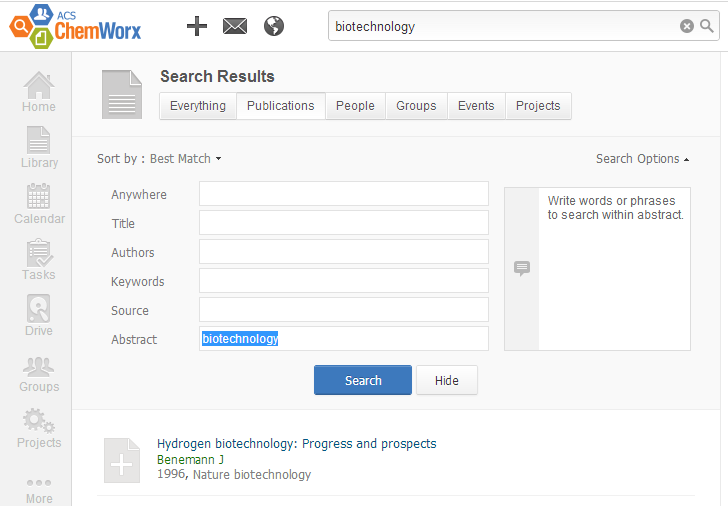 ACS
ChemWorx
biotechnology
Home
Library
Calendar
Tasks
Drive
Groups
Projects
More
Search Results
Everything Publications People Groups Events Projects
Sort by : Best Match Search Options
Anywhere
Title
Authors
Keywords
Source
Abstract biotechnology
Write words or phrases
to search within abstract.
Search Hide
Hydrogen biotechnology: Progress and prospects
Benemann J
1996, Nature biotechnology